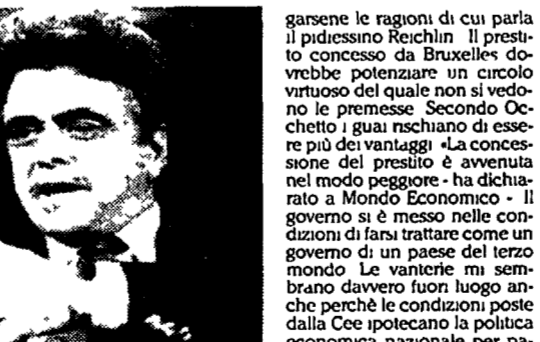 garsene le ragioni di cui parla
il pidiessino Reichlin Il presti-
to concesso da Bruxelles do-
vrebbe potenziare un circolo
virtuoso del quale non si vedo-
no le premesse Secondo Oc-
chetto i guai rischiano di esse-
re più dei vantaggi «La conces-
sione del prestito è avvenuta
nel modo peggiore - ha dichia-
rato a Mondo Economico - Il
governo si è messo nelle con-
dizioni di farsi trattare come un
governo di un paese del terzo
mondo Le vanterie mi sem-
brano davvero fuori luogo an-
che perchè le condizioni poste
dalla Cee ipotecano la politica
economica nazionale per pa-